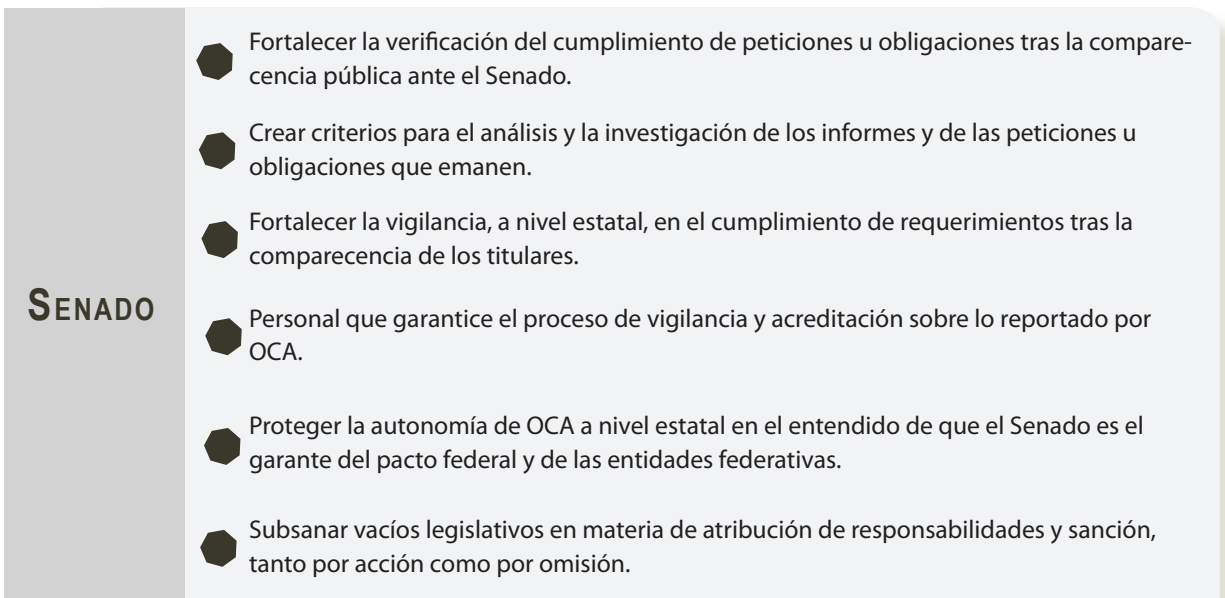 SENADO
Fortalecer la verificación del cumplimiento de peticiones u obligaciones tras la compare-
cencia pública ante el Senado.
Crear criterios para el análisis y la investigación de los informes y de las peticiones u
obligaciones que emanen.
Fortalecer la vigilancia, a nivel estatal, en el cumplimiento de requerimientos tras la
comparecencia de los titulares.
Personal que garantice el proceso de vigilancia y acreditación sobre lo reportado por
OCA.
Proteger la autonomía de OCA a nivel estatal en el entendido de que el Senado es el
garante del pacto federal y de las entidades federativas.
Subsanar vacíos legislativos en materia de atribución de responsabilidades y sanción,
tanto por acción como por omisión.